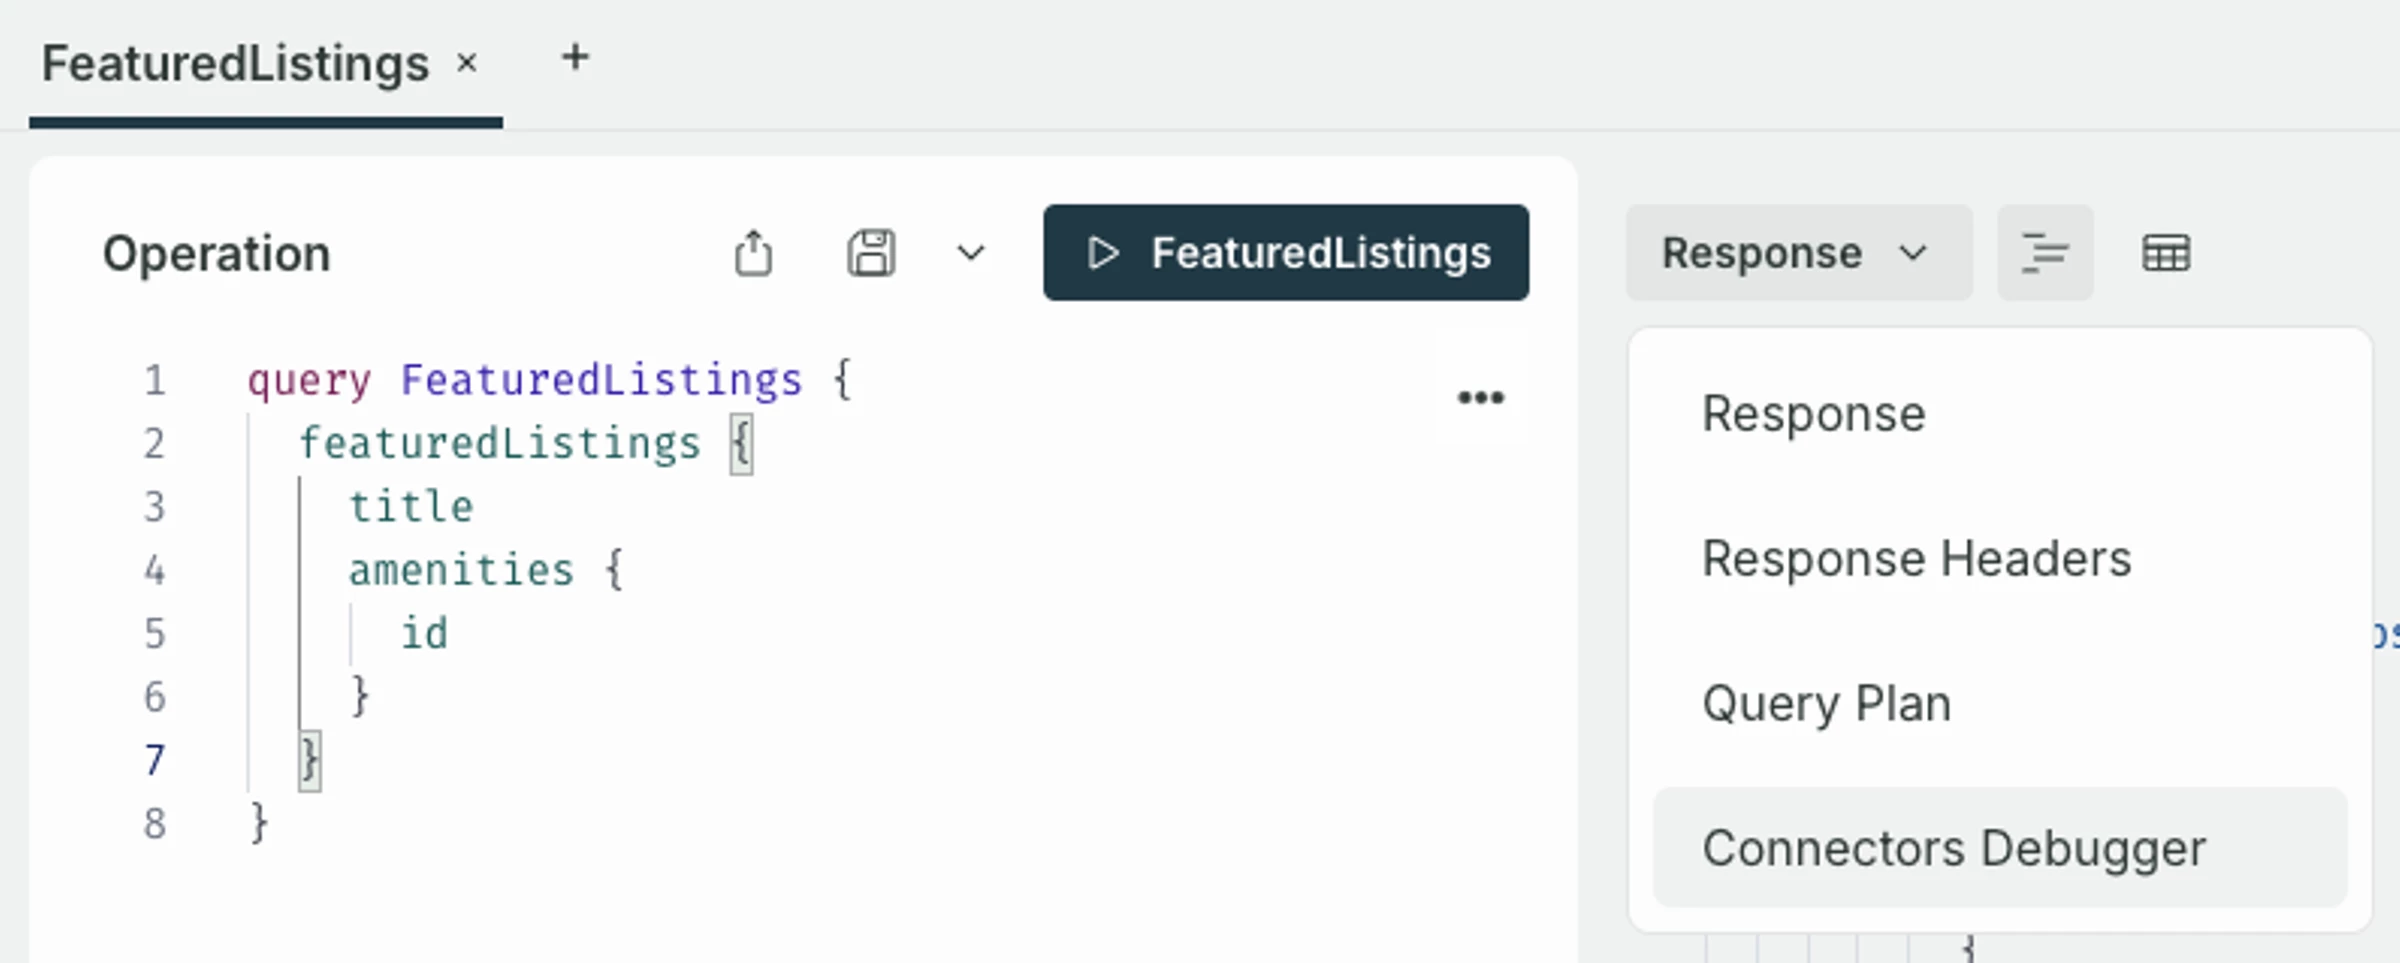 FeaturedListings × +
Operation
FeaturedListings
Response
1 query FeaturedListings {
2 featuredListings {
3 title
4 amenities {
5 id
6 }
7 }
8 }
Response
Response Headers
Query Plan
Connectors Debugger
{